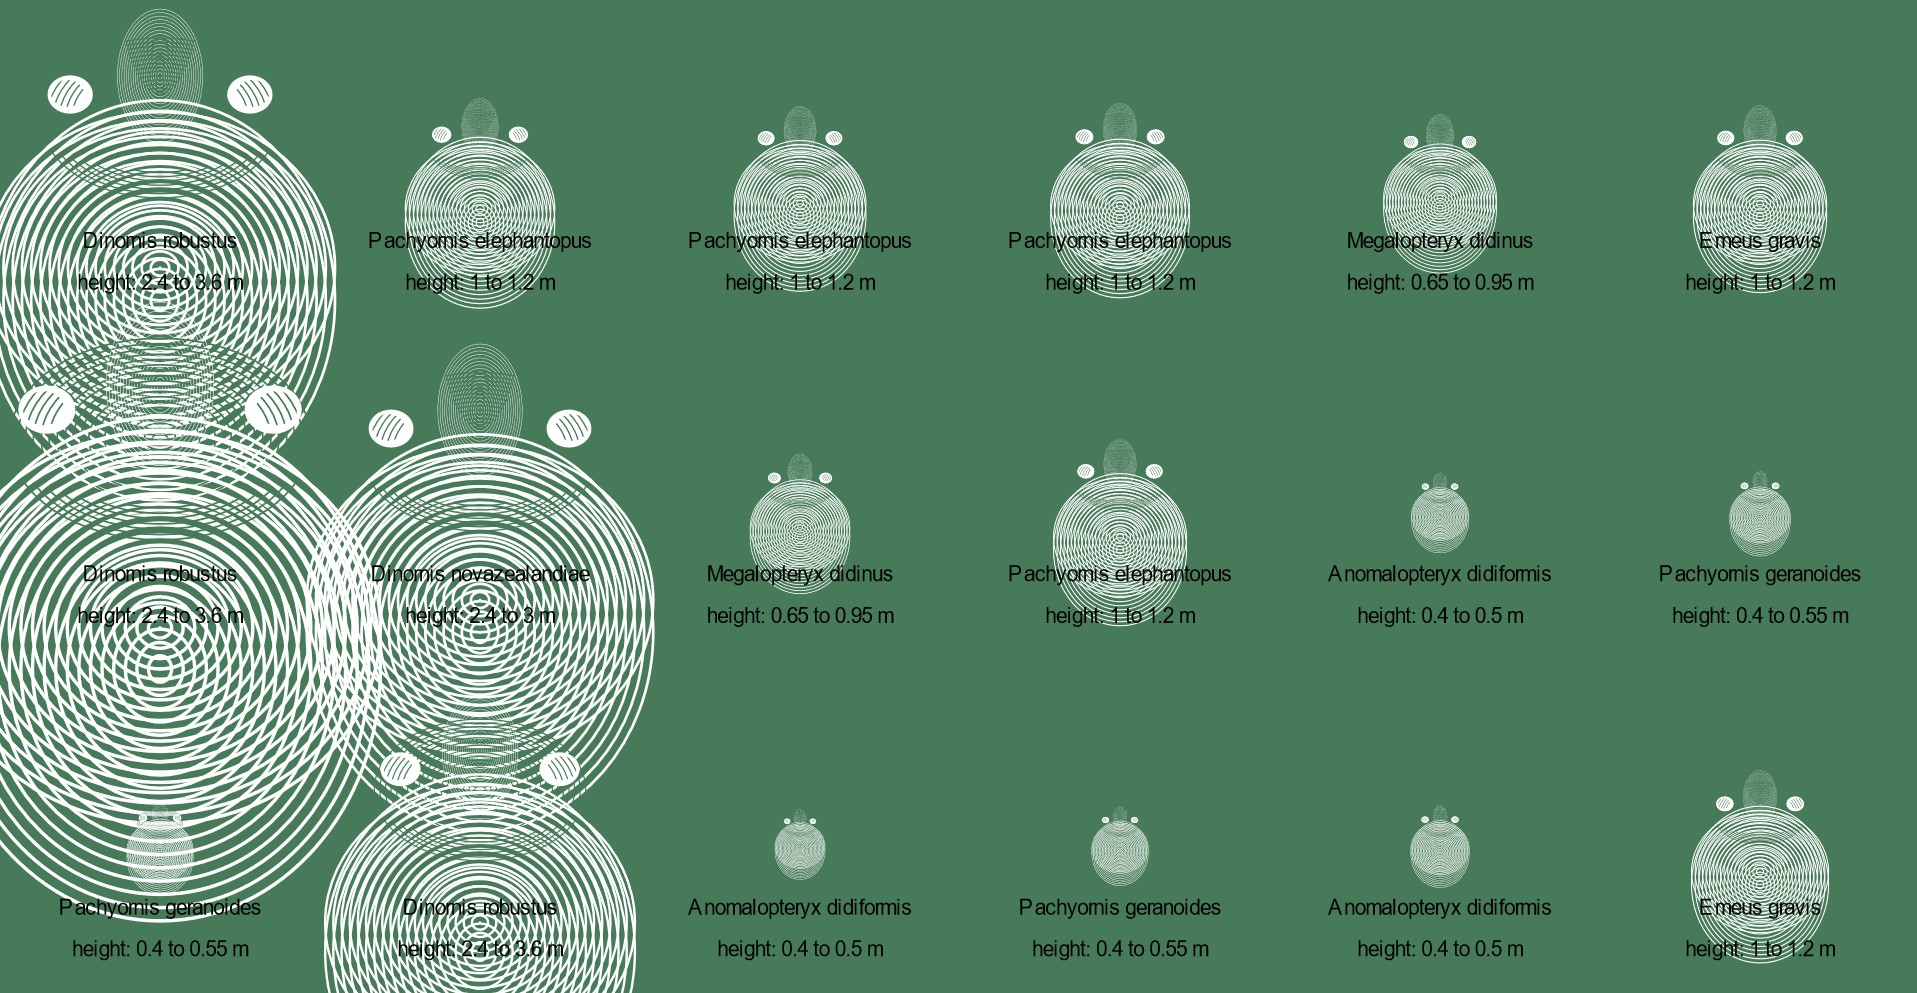 Dinornis robustus
Pachyornis elephantopus
Pachyornis elephantopus
Pachyornis elephantopus
Megalopteryx didinus
Emeus gravis
height: 2.4 to 3.6 m
height: 1 to 1.2 m
height: 1 to 1.2 m
height: 1 to 1.2 m
height: 0.65 to 0.95 m
height: 1 to 1.2 m
Dinornis robustus
Dinornis novazealandiae
Megalopteryx didinus
Pachyornis elephantopus
Anomalopteryx didiformis
Pachyornis geranoides
height: 2.4 to 3.6 m
height: 2.4 to 3 m
height: 0.65 to 0.95 m
height: 1 to 1.2 m
height: 0.4 to 0.5 m
height: 0.4 to 0.55 m
Pachyornis geranoides
Dinornis robustus
Anomalopteryx didiformis
Pachyornis geranoides
Anomalopteryx didiformis
Emeus gravis
height: 0.4 to 0.55 m
height: 2.4 to 3.6 m
height: 0.4 to 0.5 m
height: 0.4 to 0.55 m
height: 0.4 to 0.5 m
height: 1 to 1.2 m